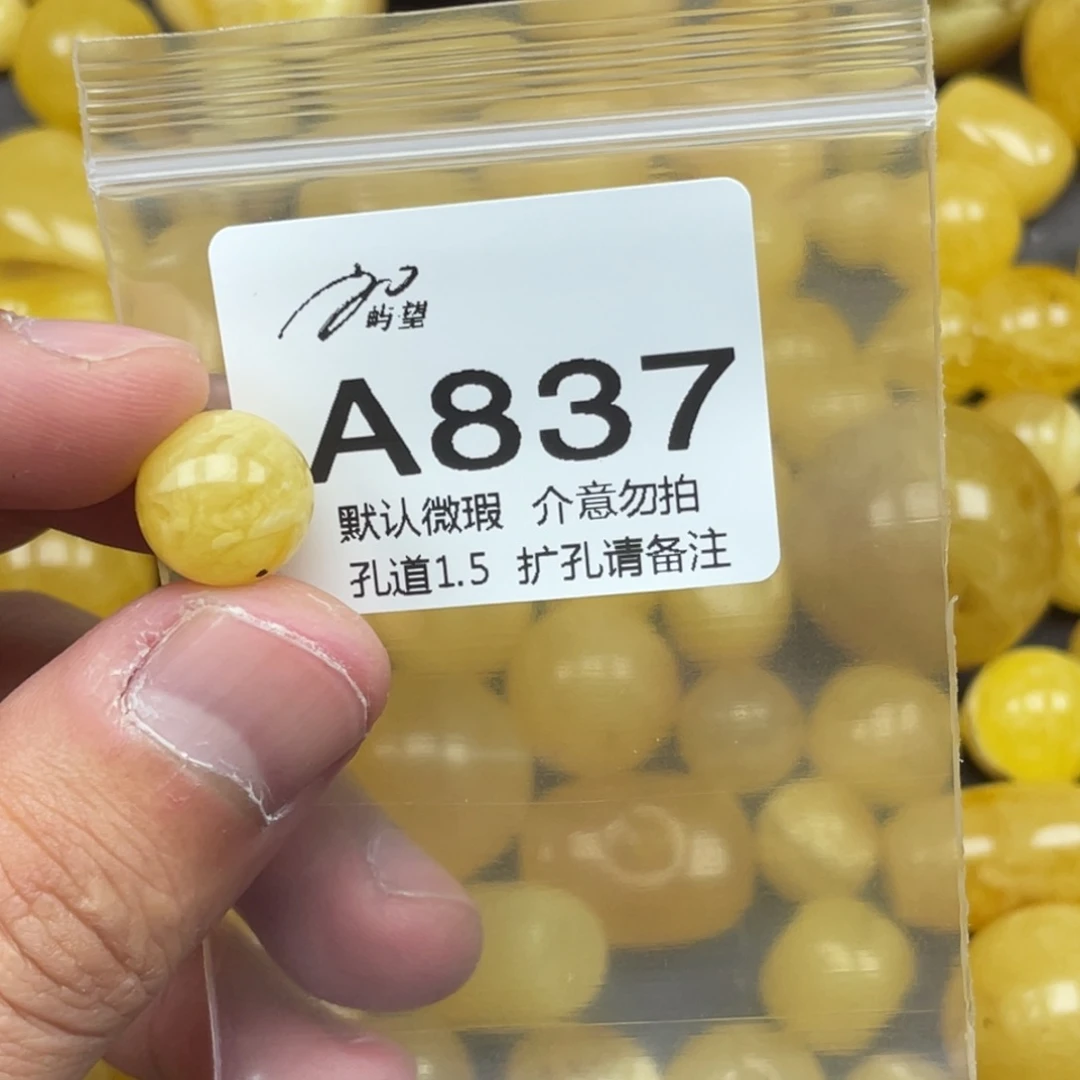 屿·望
A837
默认微瑕 介意勿拍
孔道1.5 扩孔请备注